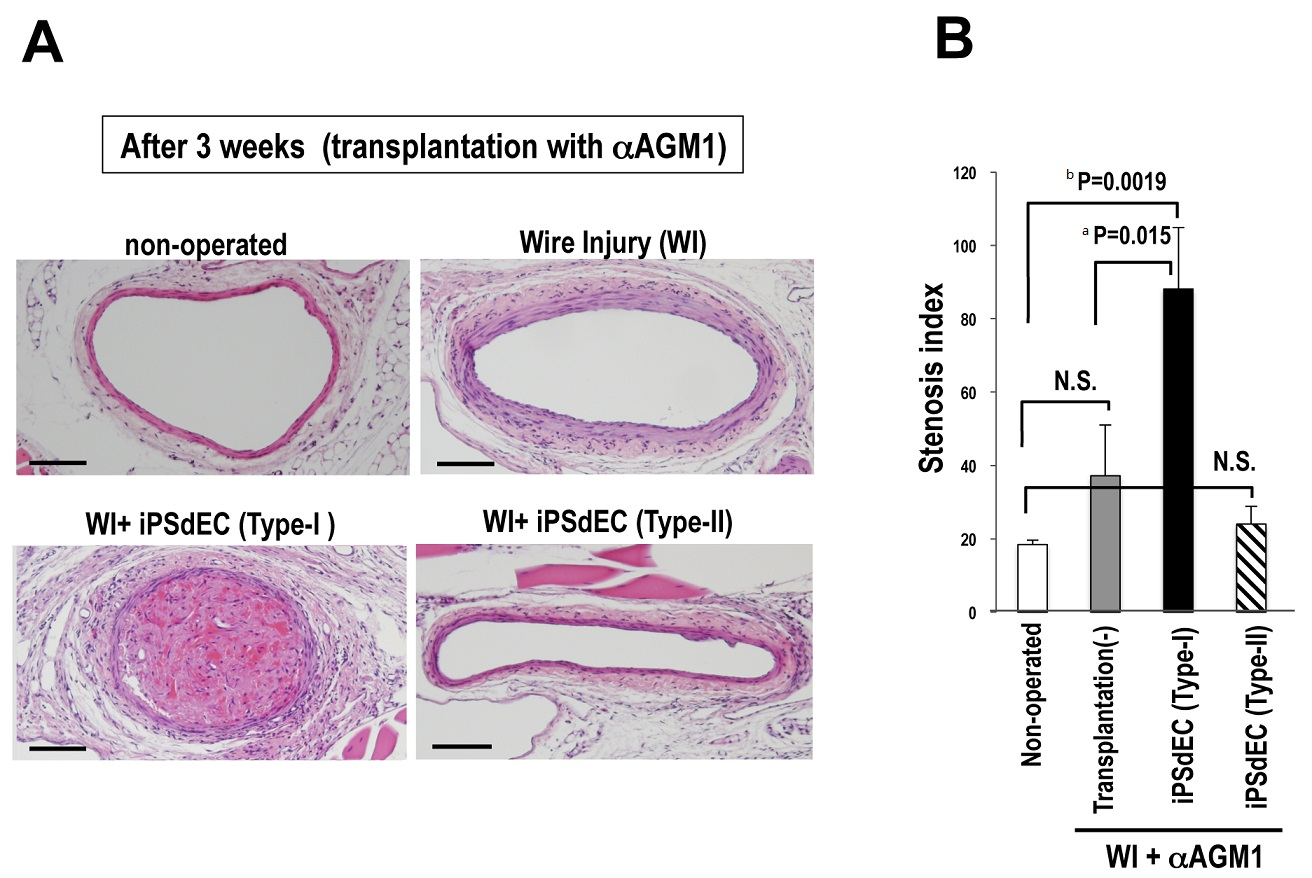 A
B
After 3 weeks (transplantation with αAGM1)
non-operated
Wire Injury (WI)
WI+ iPSdEC (Type-I )
WI+ iPSdEC (Type-II)
Stenosis index
120
100
80
60
40
20
0
b P=0.0019
a P=0.015
N.S.
N.S.
Non-operated
Transplantation(-)
iPSdEC (Type-I)
iPSdEC (Type-II)
WI + αAGM1